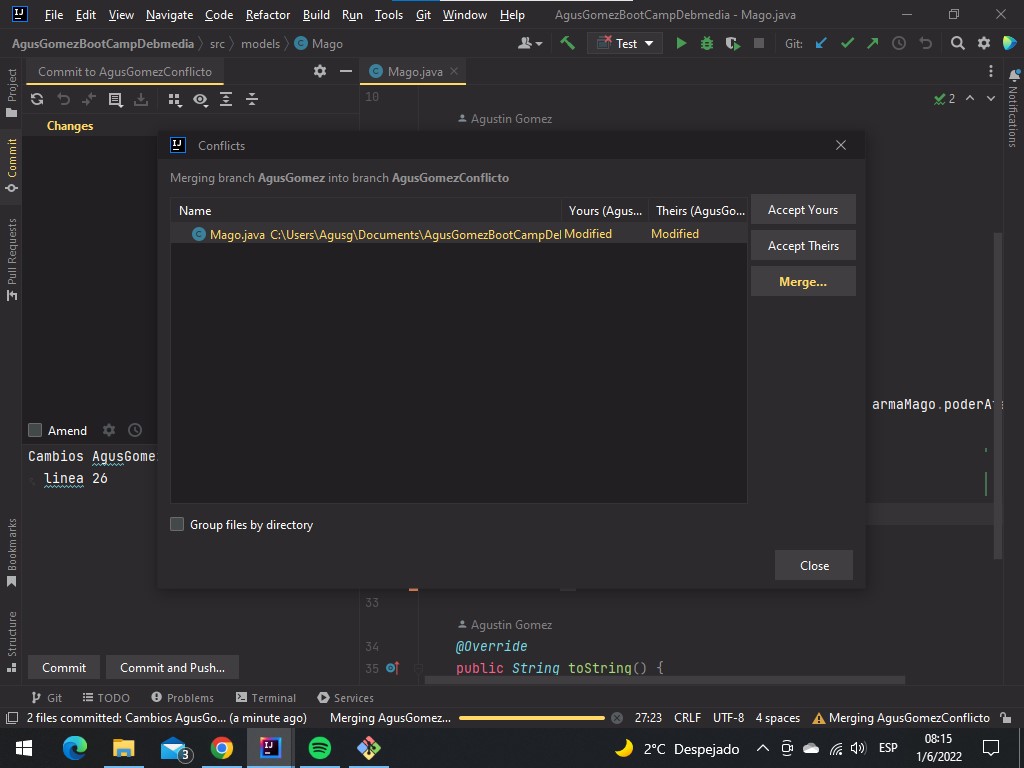 File Edit View Navigate Code Refactor Build Run Tools Git Window Help AgusGomezBootCampDebmedia - Mago.java
AgusGomezBootCampDebmedia src models Mago Test Git:
Project
Commit to AgusGomezConflicto
Mago.java
Notifications
10
2
Agustin Gomez
Changes
Commit
Conflicts
Merging branch AgusGomez into branch AgusGomezConflicto
Name Yours (Agus... Theirs (AgusGo...
Mago.java C:\Users\Agusg\Documents\AgusGomezBootCampDel Modified Modified
Accept Yours
Accept Theirs
Merge...
Pull Requests
armaMago.poderAt
Amend
Cambios AgusGome
linea 26
Group files by directory
Close
Bookmarks
33
Agustin Gomez
34 @Override
35 public String toString() {
Structure
Commit Commit and Push...
Git TODO Problems Terminal Services
2 files committed: Cambios AgusGo... (a minute ago) Merging AgusGomez... 27:23 CRLF UTF-8 4 spaces Merging AgusGomezConflicto
3
2°C Despejado ESP
08:15
1/6/2022